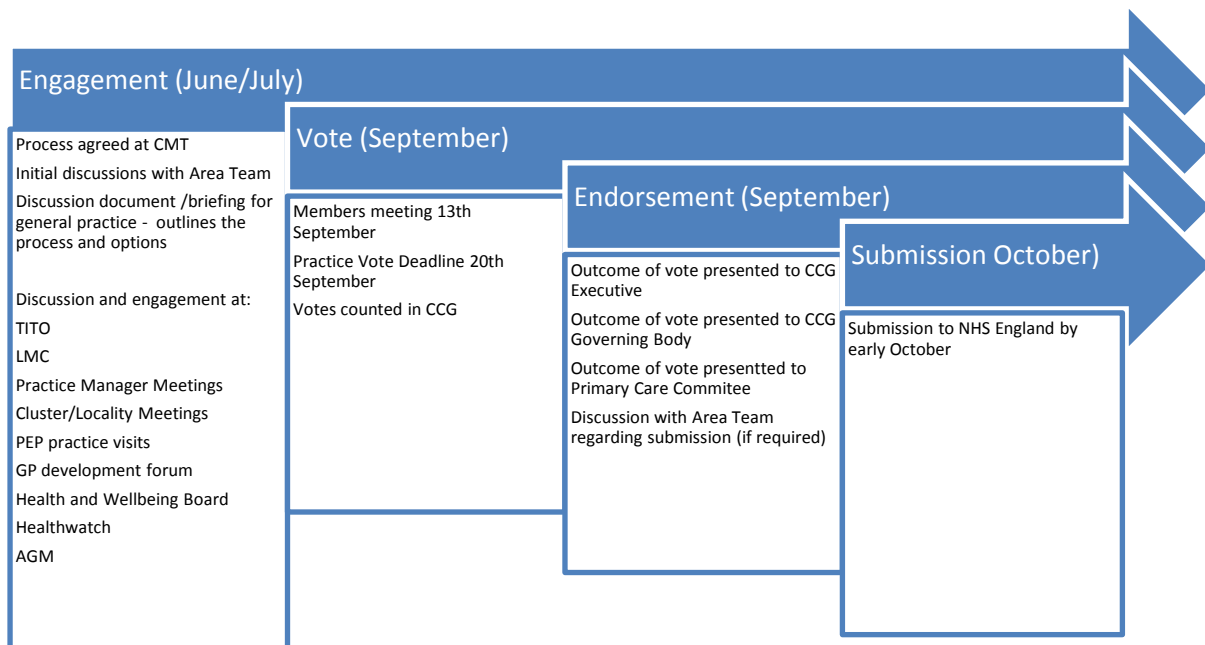 Engagement (June/July)
Process agreed at CMT
Initial discussions with Area Team
Discussion document /briefing for
general practice -  outlines the
process and options
Discussion and engagement at:
TITO
LMC
Practice Manager Meetings
Cluster/Locality Meetings
PEP practice visits
GP development forum
Health and Wellbeing Board
Healthwatch
AGM
Vote (September)
Members meeting 13th
September
Practice Vote Deadline 20th
September
Votes counted in CCG
Endorsement (September)
Outcome of vote presented to CCG
Executive
Outcome of vote presented to CCG
Governing Body
Outcome of vote presentted to
Primary Care Commitee
Discussion with Area Team
regarding submission (if required)
Submission October)
Submission to NHS England by
early October